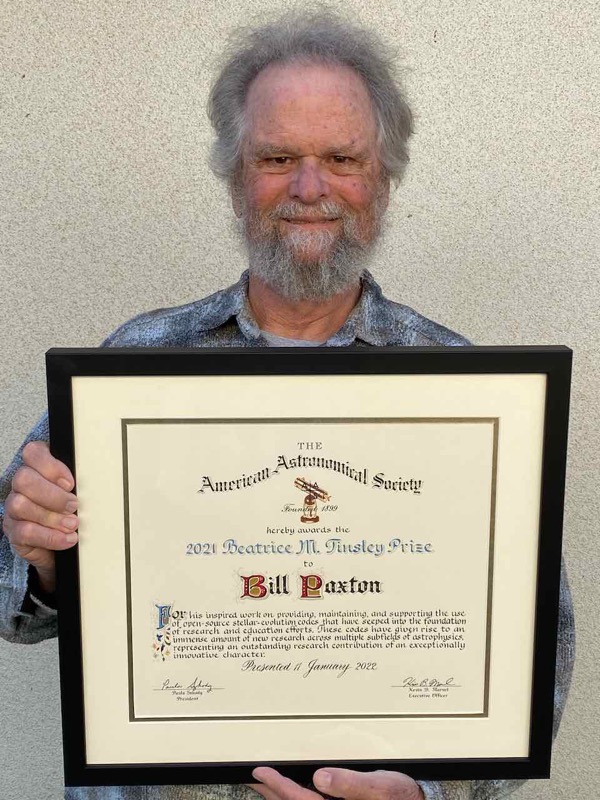 THE
American Astronomical Society
Founded 1899
hereby awards the
2021 Beatrice M. Tinsley Prize
to
Bill Paxton
For his inspired work on providing, maintaining, and supporting the use
of open-source stellar-evolution codes that have seeped into the foundation
of research and education efforts. These codes have given rise to an
immense amount of new research across multiple subfields of astrophysics,
representing an outstanding research contribution of an exceptionally
innovative character.
Presented 11 January 2022
Paula Szkody
President
Kevin B. Marvel
Executive Officer